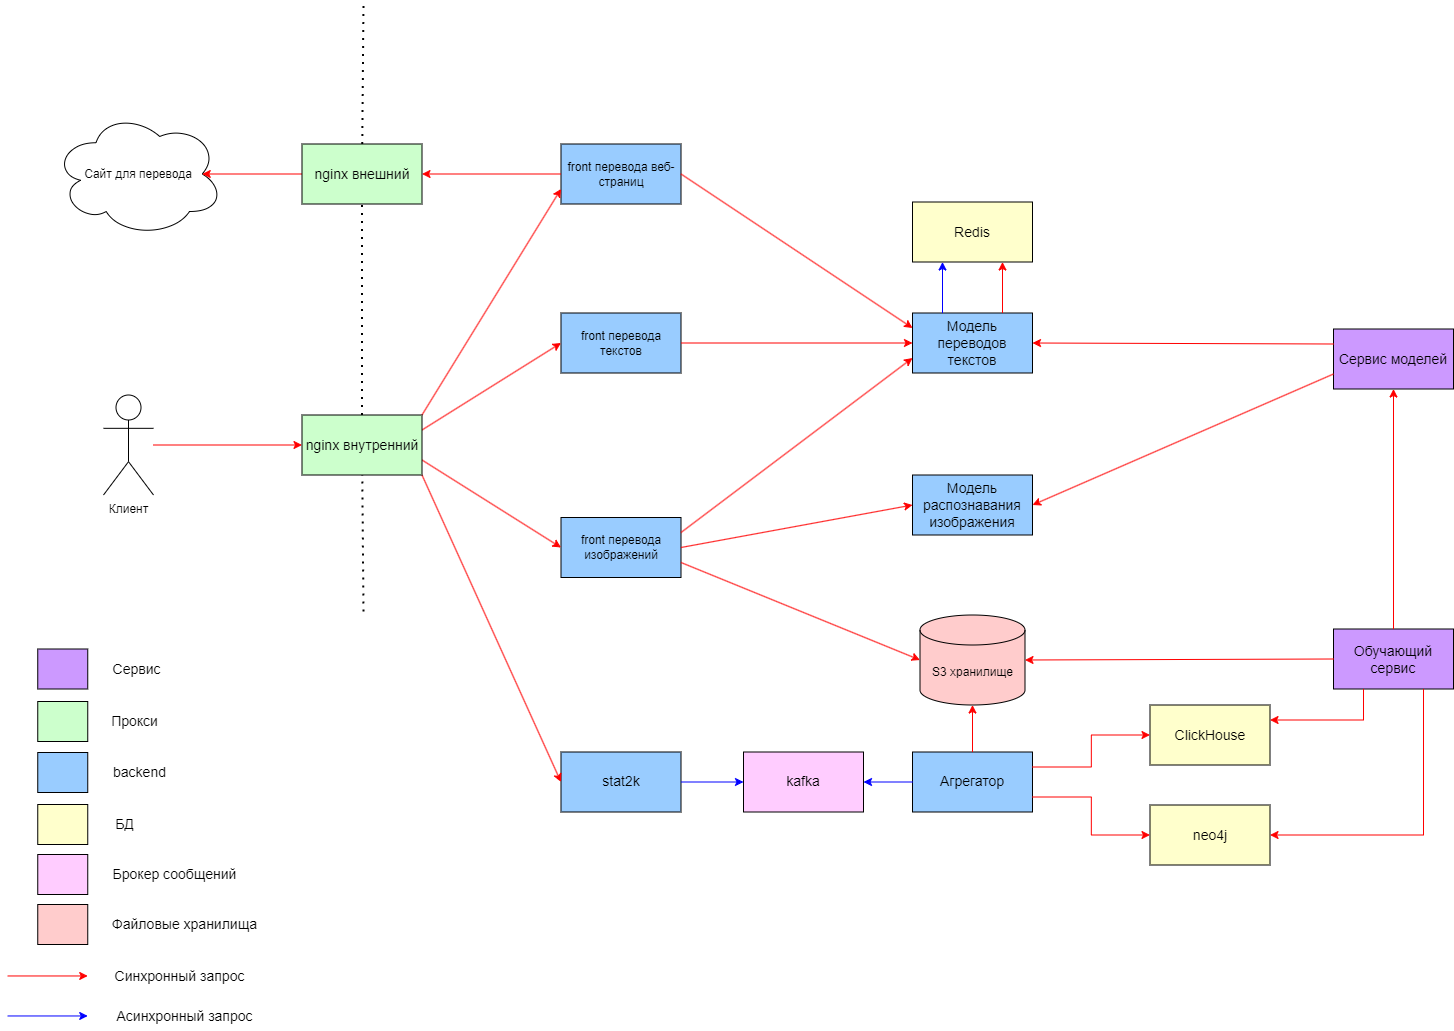 Сайт для перевода
nginx внешний
front перевода веб-
страниц
Redis
front перевода
текстов
Модель
переводов
текстов
Сервис моделей
nginx внутренний
Клиент
Модель
распознавания
изображения
front перевода
изображений
S3 хранилище
Обучающий
сервис
ClickHouse
stat2k
kafka
Агрегатор
neo4j
Сервис
Прокси
backend
БД
Брокер сообщений
Файловые хранилища
Синхронный запрос
Асинхронный запрос